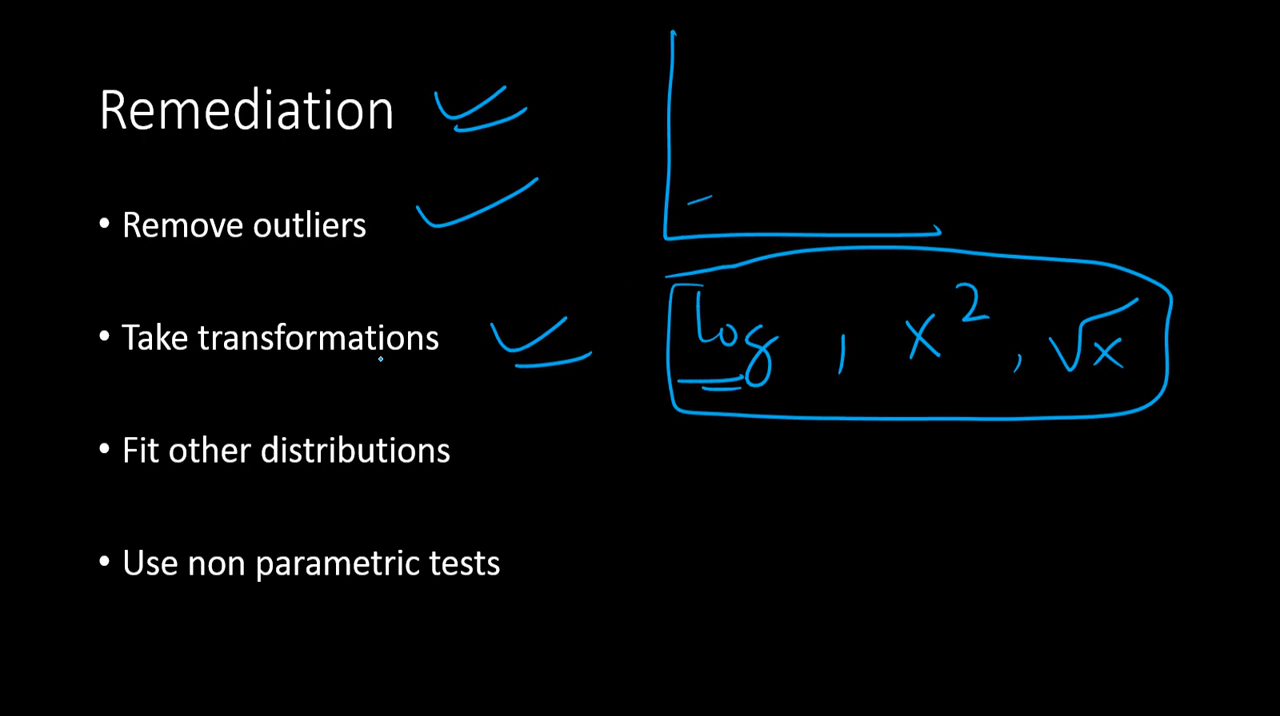 Remediation
• Remove outliers
• Take transformations
log , x², √x
• Fit other distributions
• Use non parametric tests